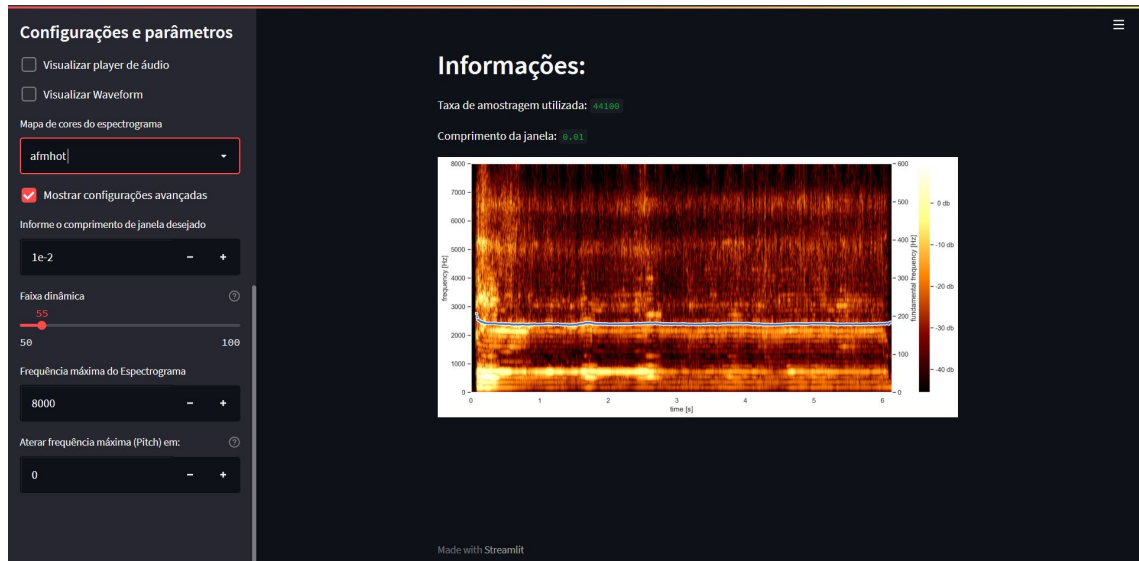 Configurações e parâmetros
Visualizar player de áudio
Visualizar Waveform
Mapa de cores do espectrograma
afmhot
Mostrar configurações avançadas
Informe o comprimento de janela desejado
1e-2 - +
Faixa dinâmica
55
50 100
Frequência máxima do Espectrograma
8000 - +
Aterar frequência máxima (Pitch) em:
0 - +
Informações:
Taxa de amostragem utilizada: 44100
Comprimento da janela: 0.01
frequency [Hz]
8000
7000
6000
5000
4000
3000
2000
1000
0
0 1 2 3 4 5 6
time [s]
600
500
400
300
200
100
0
fundamental frequency [Hz]
0 db
-10 db
-20 db
-30 db
-40 db
Made with Streamlit